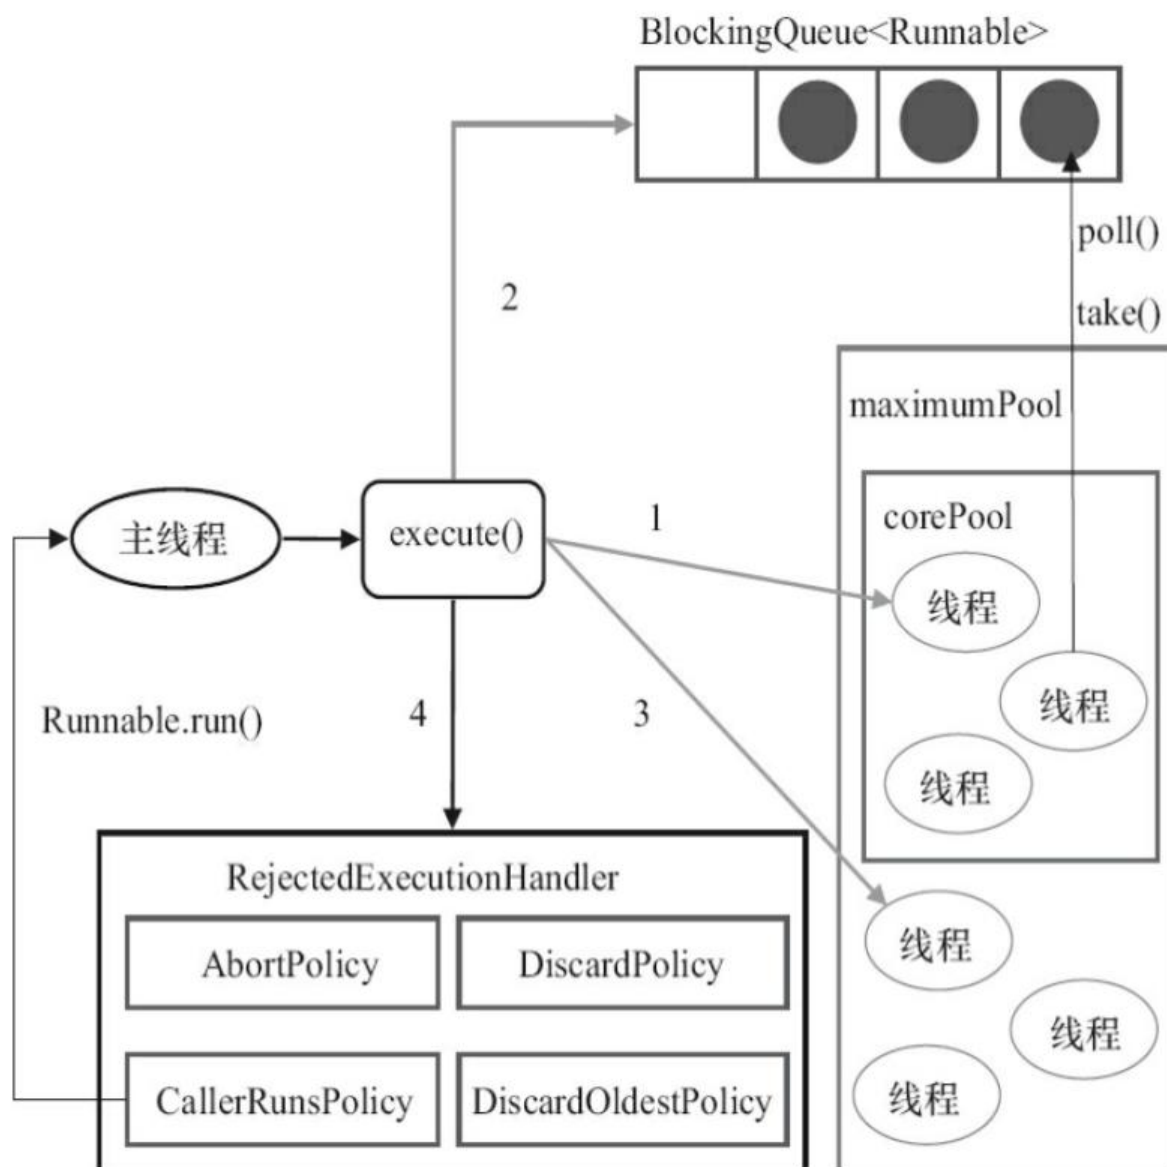 BlockingQueue<Runnable>
poll()
2
take()
maximumPool
corePool
1
execute()
主线程
线程
线程
Runnable.run()
4
3
线程
RejectedExecutionHandler
线程
AbortPolicy
DiscardPolicy
线程
CallerRunsPolicy
DiscardOldestPolicy
线程